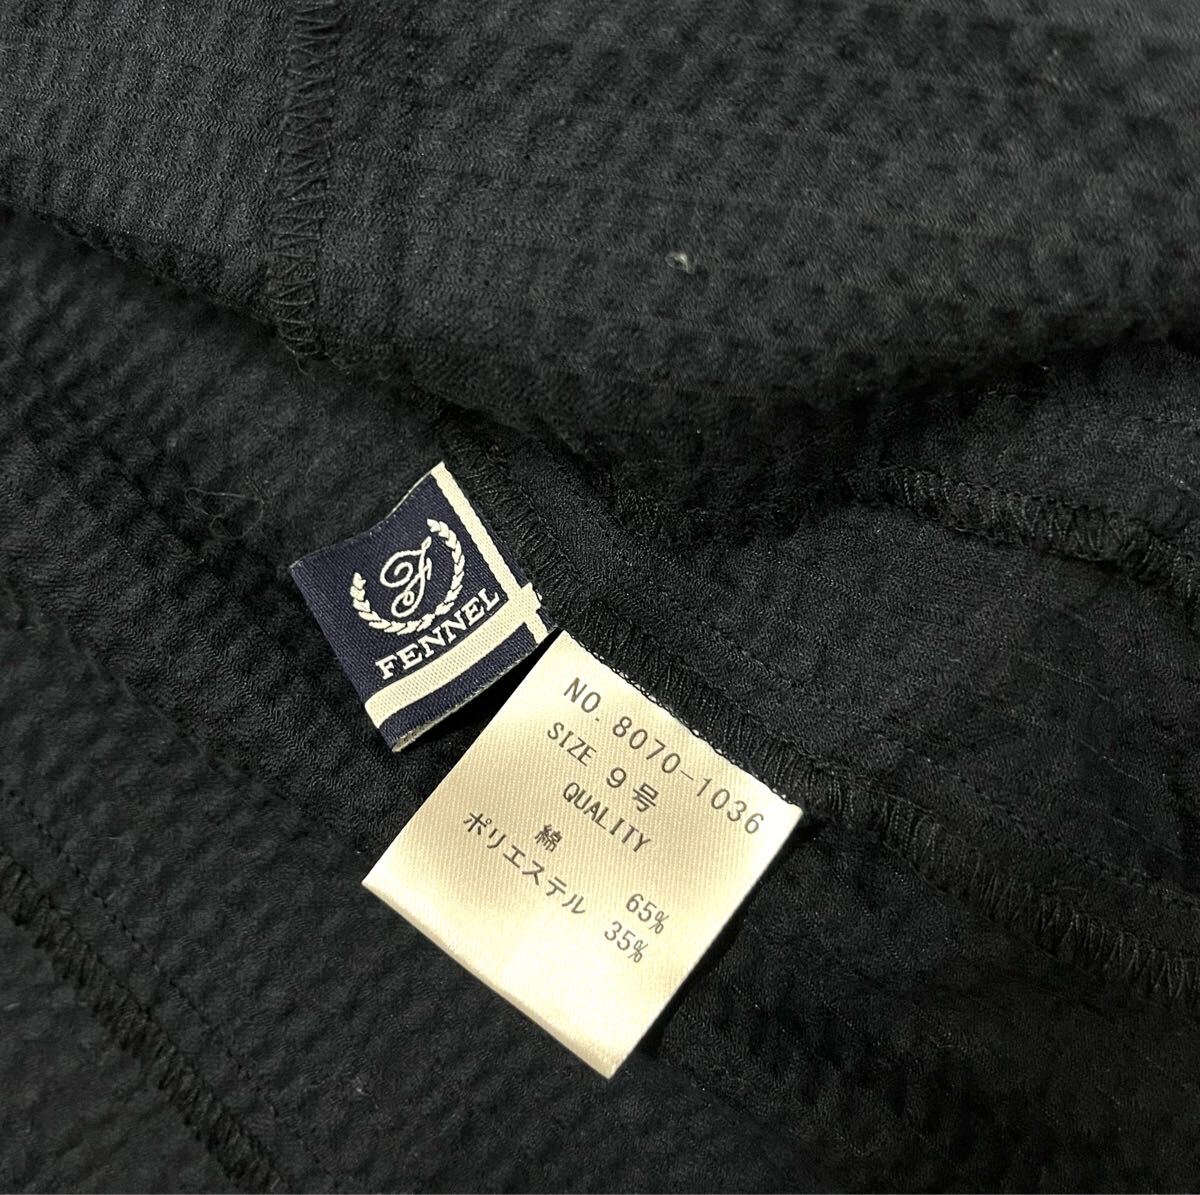 F
FENNEL
NO. 8070-1036
SIZE 9号
QUALITY
綿 65%
ポリエステル 35%